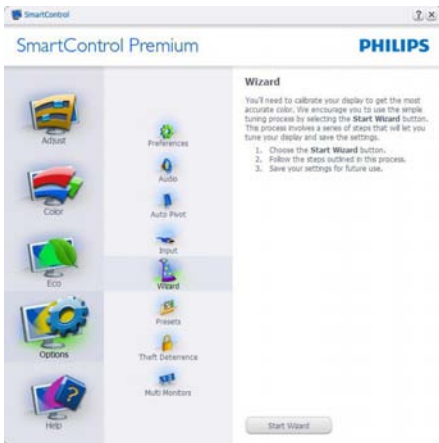 SmartControl
SmartControl Premium
PHILIPS
Adjust
Color
Eco
Options
Help
Preferences
Audio
Auto Pivot
Input
Wizard
Presets
Theft Deterrence
Multi Monitors
Wizard
You'll need to calibrate your display to get the most
accurate color. We encourage you to use the simple
tuning process by selecting the Start Wizard button.
This process involves a series of steps that will let you
tune your display and save the settings.
1. Choose the Start Wizard button.
2. Follow the steps outlined in this process.
3. Save your settings for future use.
Start Wizard